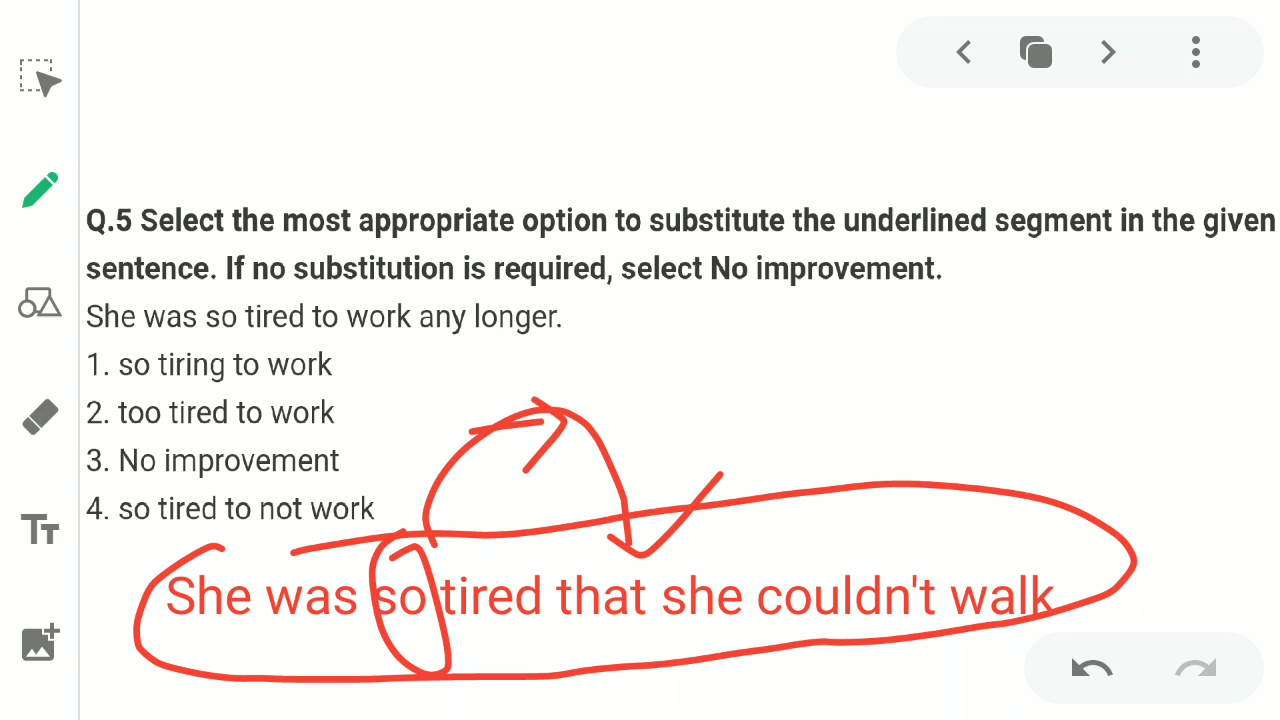 Q.5 Select the most appropriate option to substitute the underlined segment in the given
sentence. If no substitution is required, select No improvement.
She was so tired to work any longer.
1. so tiring to work
2. too tired to work
3. No improvement
4. so tired to not work
She was so tired that she couldn't walk
TT